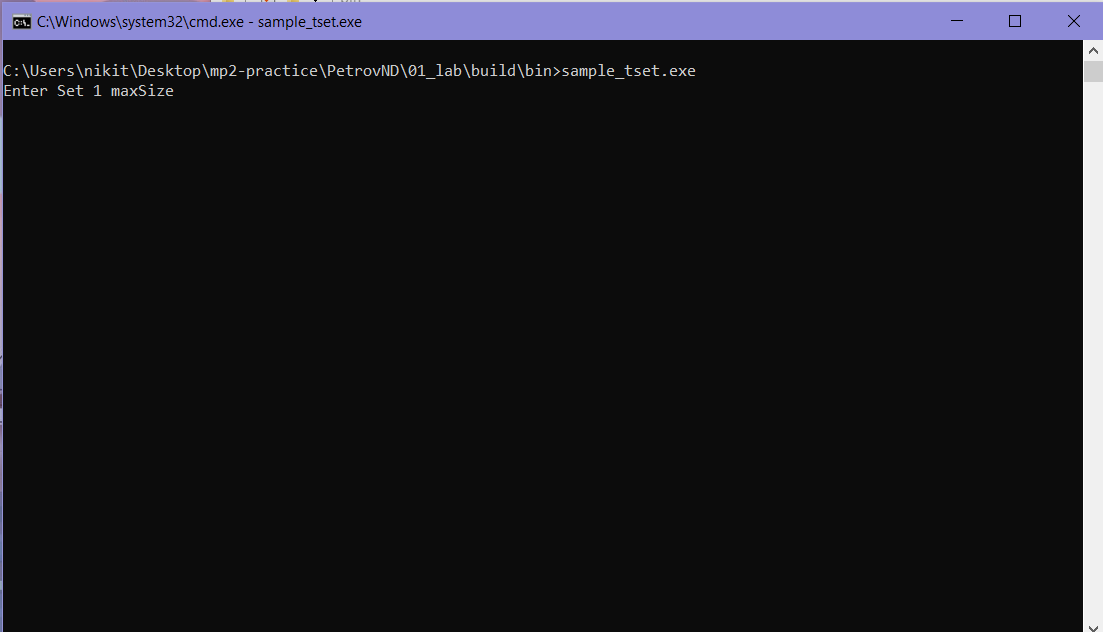 C:\Windows\system32\cmd.exe - sample_tset.exe
C:\Users\nikit\Desktop\mp2-practice\PetrovND\01_lab\build\bin>sample_tset.exe
Enter Set 1 maxSize